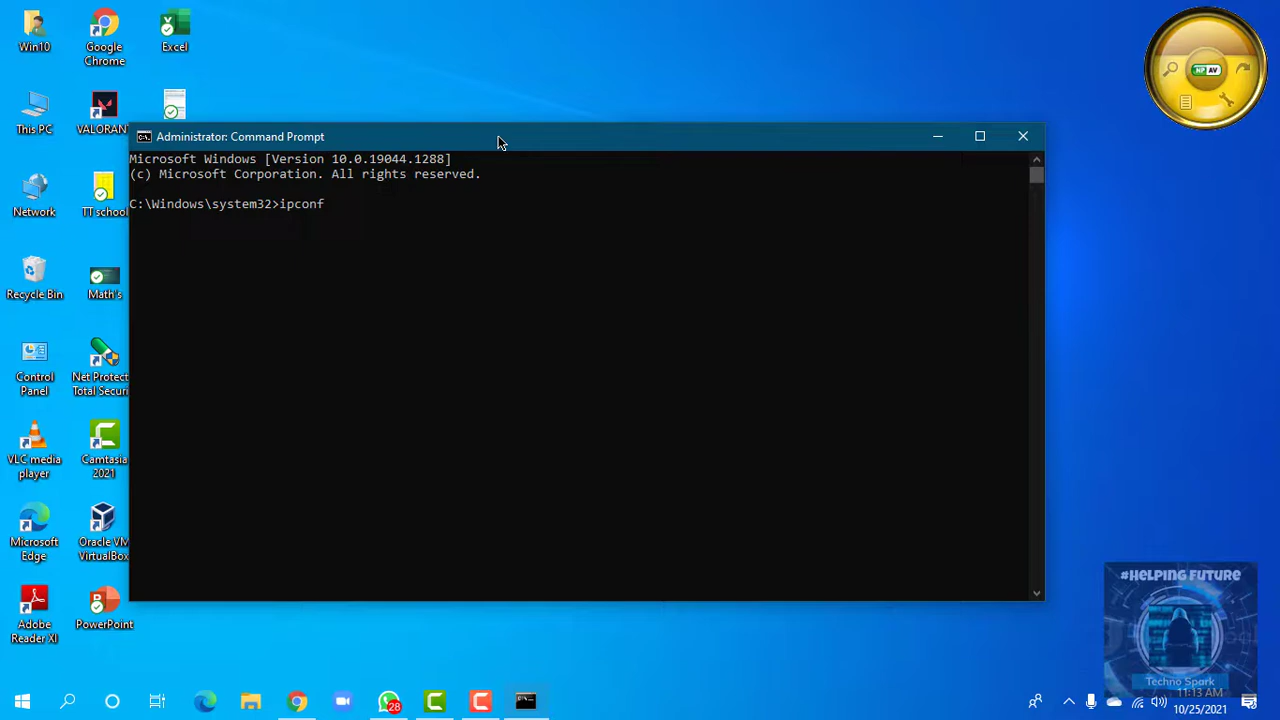 Win10
Google Chrome
Excel
This PC
VALORAN
Network
TT school
Recycle Bin
Math's
Control Panel
Net Protect
Total Securi
VLC media player
Camtasia 2021
Microsoft Edge
Oracle VM
VirtualBox
Adobe Reader XI
PowerPoint
NP AV
Administrator: Command Prompt
Microsoft Windows [Version 10.0.19044.1288]
(c) Microsoft Corporation. All rights reserved.
C:\Windows\system32>ipconf
#HELPING FUTURE
Techno Spark
28
11:13 AM
10/25/2021